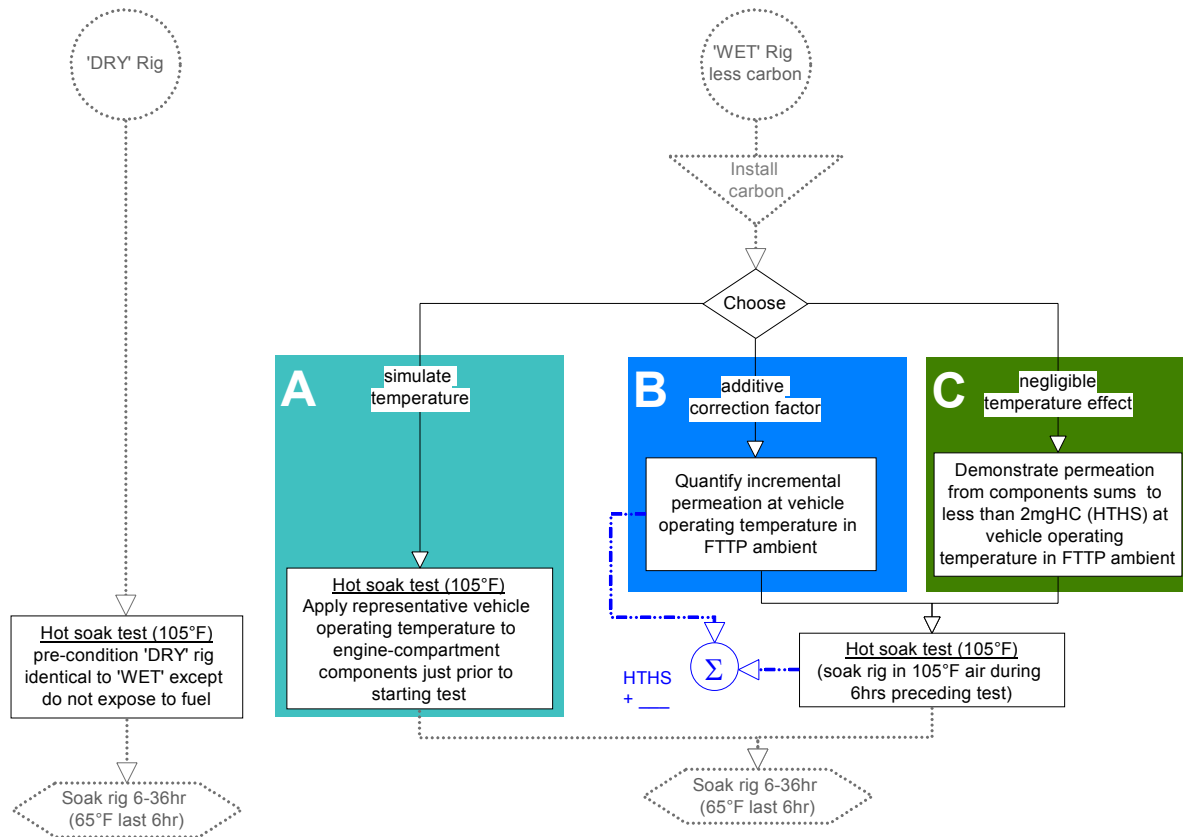 'DRY' Rig
'WET' Rig
less carbon
Install
carbon
Choose
A
simulate
temperature
B
additive
correction factor
C
negligible
temperature effect
Quantify incremental
permeation at vehicle
operating temperature in
FTTP ambient
Demonstrate permeation
from components sums to
less than 2mgHC (HTHS) at
vehicle operating
temperature in FTTP ambient
Hot soak test (105°F)
pre-condition 'DRY' rig
identical to 'WET' except
do not expose to fuel
Hot soak test (105°F)
Apply representative vehicle
operating temperature to
engine-compartment
components just prior to
starting test
HTHS
+ ___
Σ
Hot soak test (105°F)
(soak rig in 105°F air during
6hrs preceding test)
Soak rig 6-36hr
(65°F last 6hr)
Soak rig 6-36hr
(65°F last 6hr)